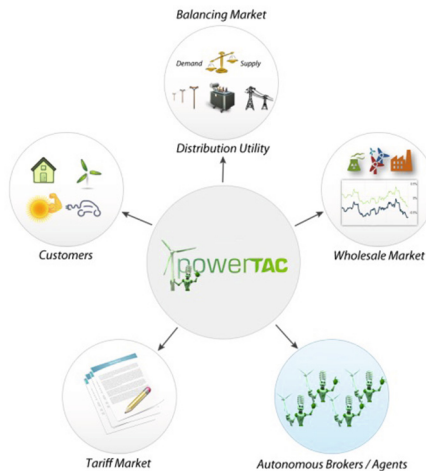 Balancing Market
Demand
Supply
Distribution Utility
Customers
Wholesale Market
powerTAC
Tariff Market
Autonomous Brokers / Agents